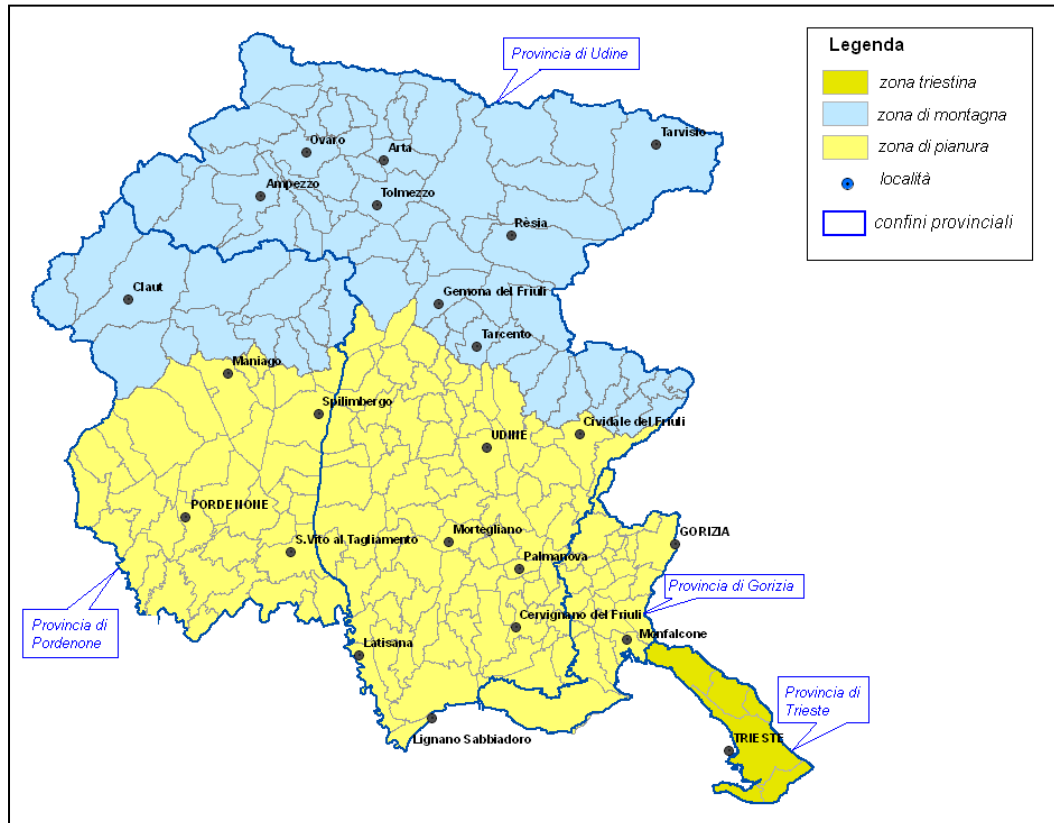 Provincia di Udine
Legenda
zona triestina
zona di montagna
zona di pianura
località
confini provinciali
Tarvisio
Ovaro
Arta
Ampezzo
Tolmezzo
Rèsia
Claut
Gemona del Friuli
Tarcento
Maniago
Spilimbergo
Cividale del Friuli
UDINE
PORDENONE
S.Vito al Tagliamento
Mortegliano
GORIZIA
Palmanova
Provincia di Gorizia
Provincia di
Pordenone
Cervignano del Friuli
Monfalcone
Latisana
Provincia di
Trieste
Lignano Sabbiadoro
TRIESTE